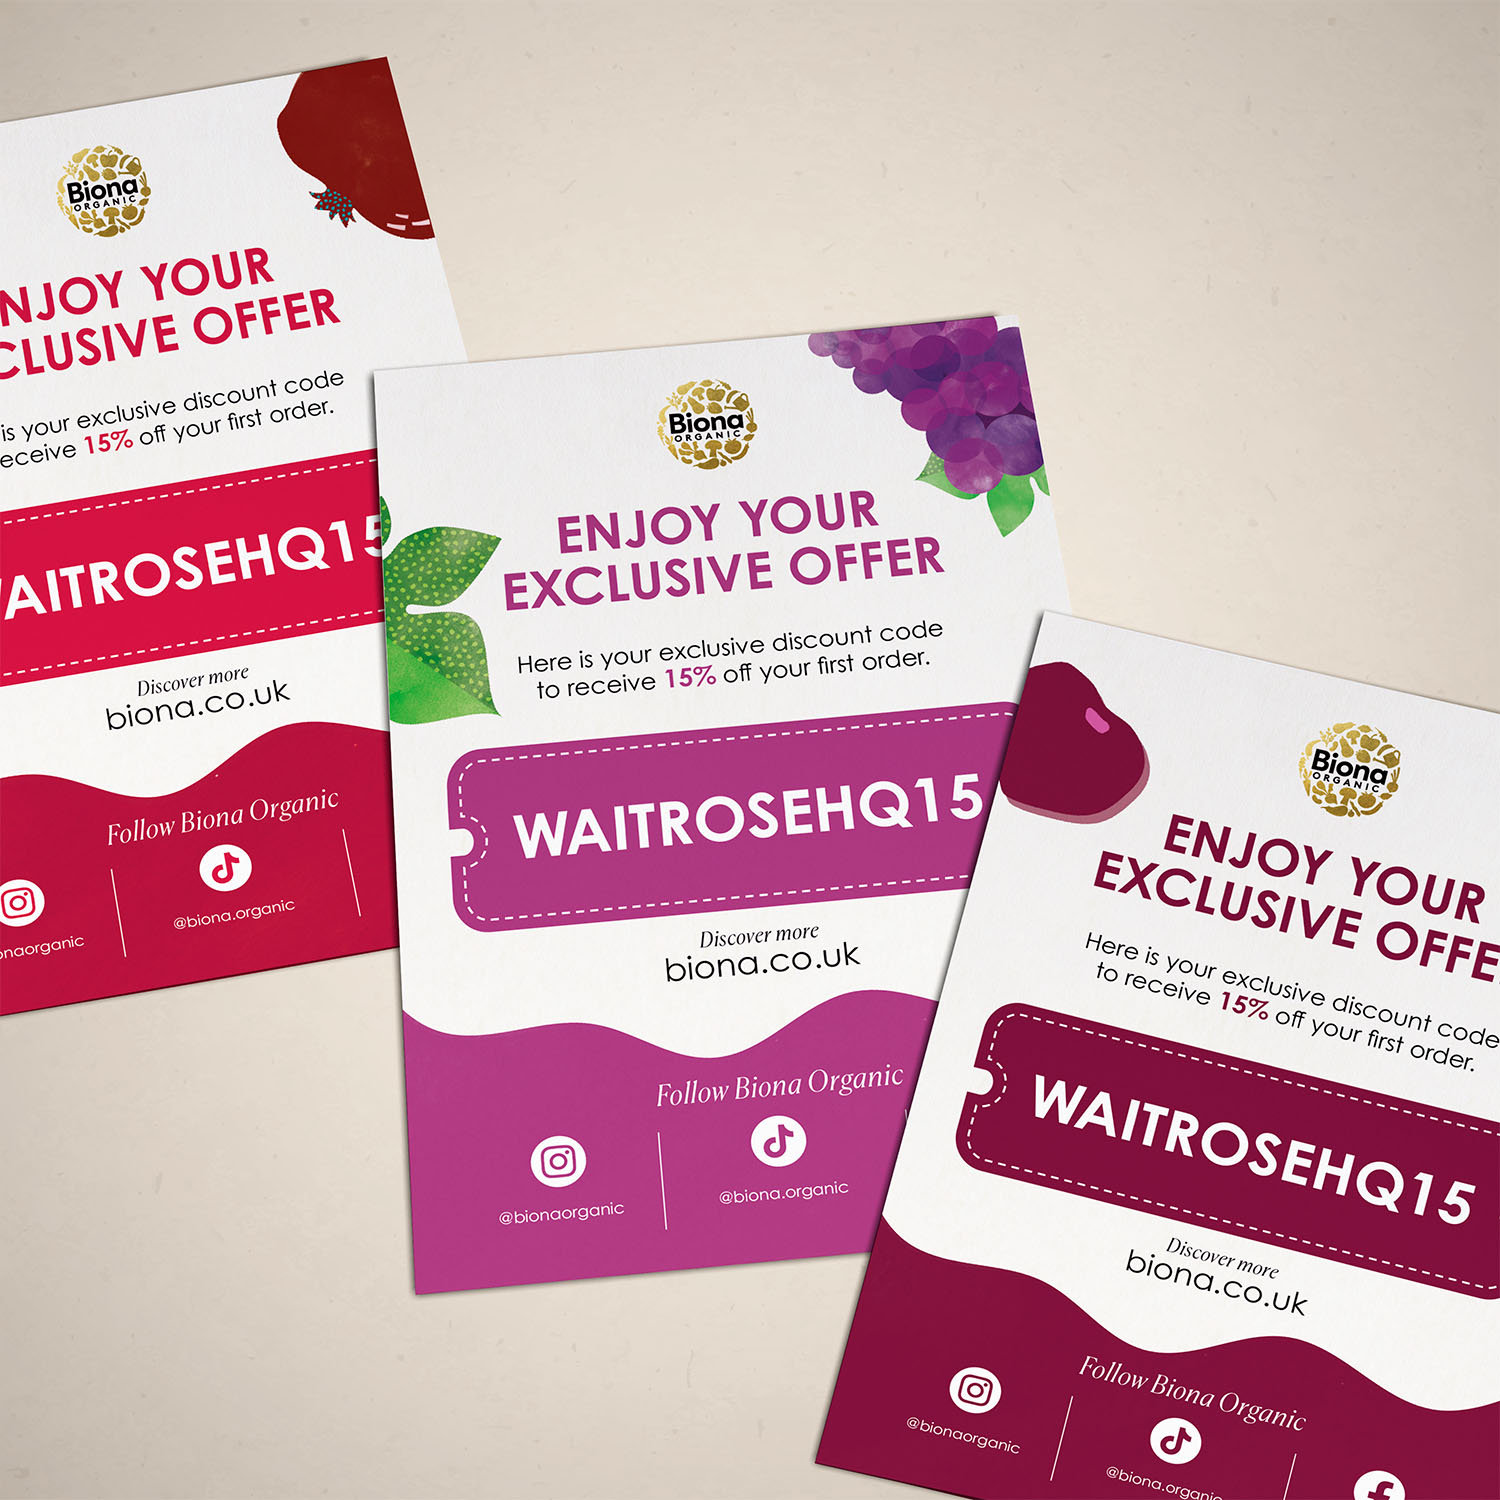 Biona
ORGANIC
NJOY YOUR
CLUSIVE OFFER
is your exclusive discount code
eceive 15% off your first order.
WAITROSEHQ15
Discover more
biona.co.uk
Follow Biona Organic
onaorganic
@biona.organic
Biona
ORGANIC
ENJOY YOUR
EXCLUSIVE OFFER
Here is your exclusive discount code
to receive 15% off your first order.
WAITROSEHQ15
Discover more
biona.co.uk
Follow Biona Organic
@bionaorganic
@biona.organic
Biona
ORGANIC
ENJOY YOUR
EXCLUSIVE OFFE
Here is your exclusive discount code
to receive 15% off your first order.
WAITROSEHQ15
Discover more
biona.co.uk
Follow Biona Organic
@bionaorganic
@biona.organic